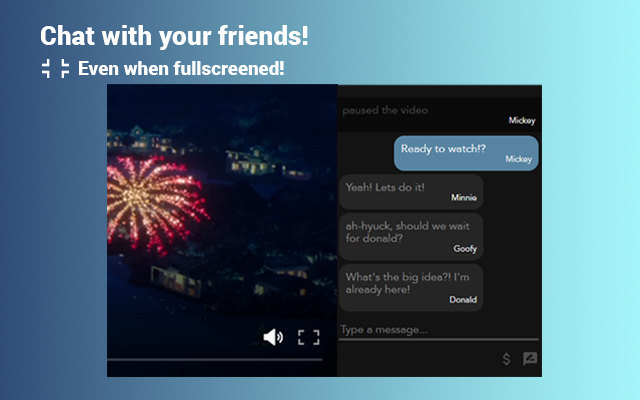 Chat with your friends!
Even when fullscreened!
paused the video
Mickey
Ready to watch!?
Mickey
Yeah! Lets do it!
Minnie
ah-hyuck, should we wait
for donald?
Goofy
What's the big idea?! I'm
already here!
Donald
Type a message...
$